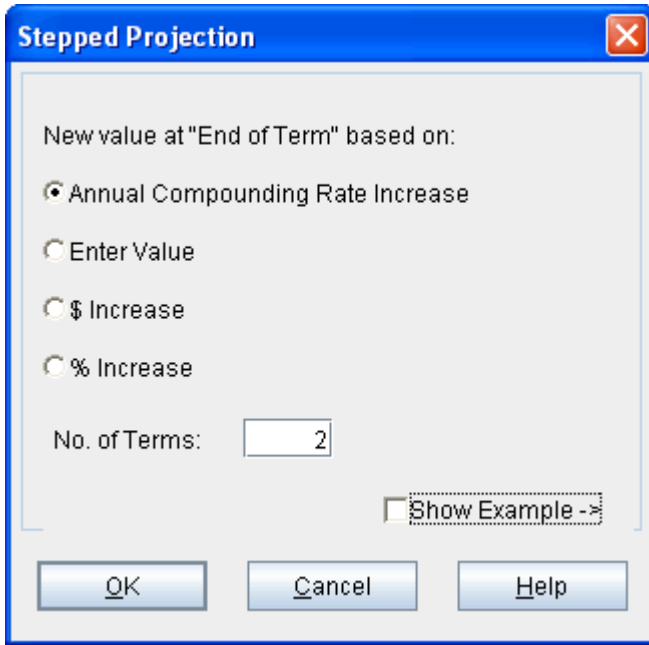 Stepped Projection
New value at "End of Term" based on:
Annual Compounding Rate Increase
Enter Value
$ Increase
% Increase
No. of Terms: 2
Show Example ->
OK Cancel Help